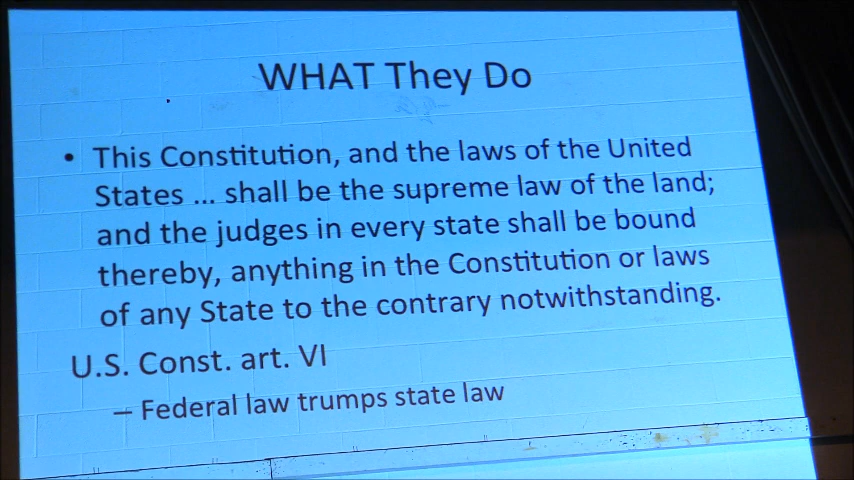 WHAT They Do
• This Constitution, and the laws of the United
States ... shall be the supreme law of the land;
and the judges in every state shall be bound
thereby, anything in the Constitution or laws
of any State to the contrary notwithstanding.
U.S. Const. art. VI
– Federal law trumps state law